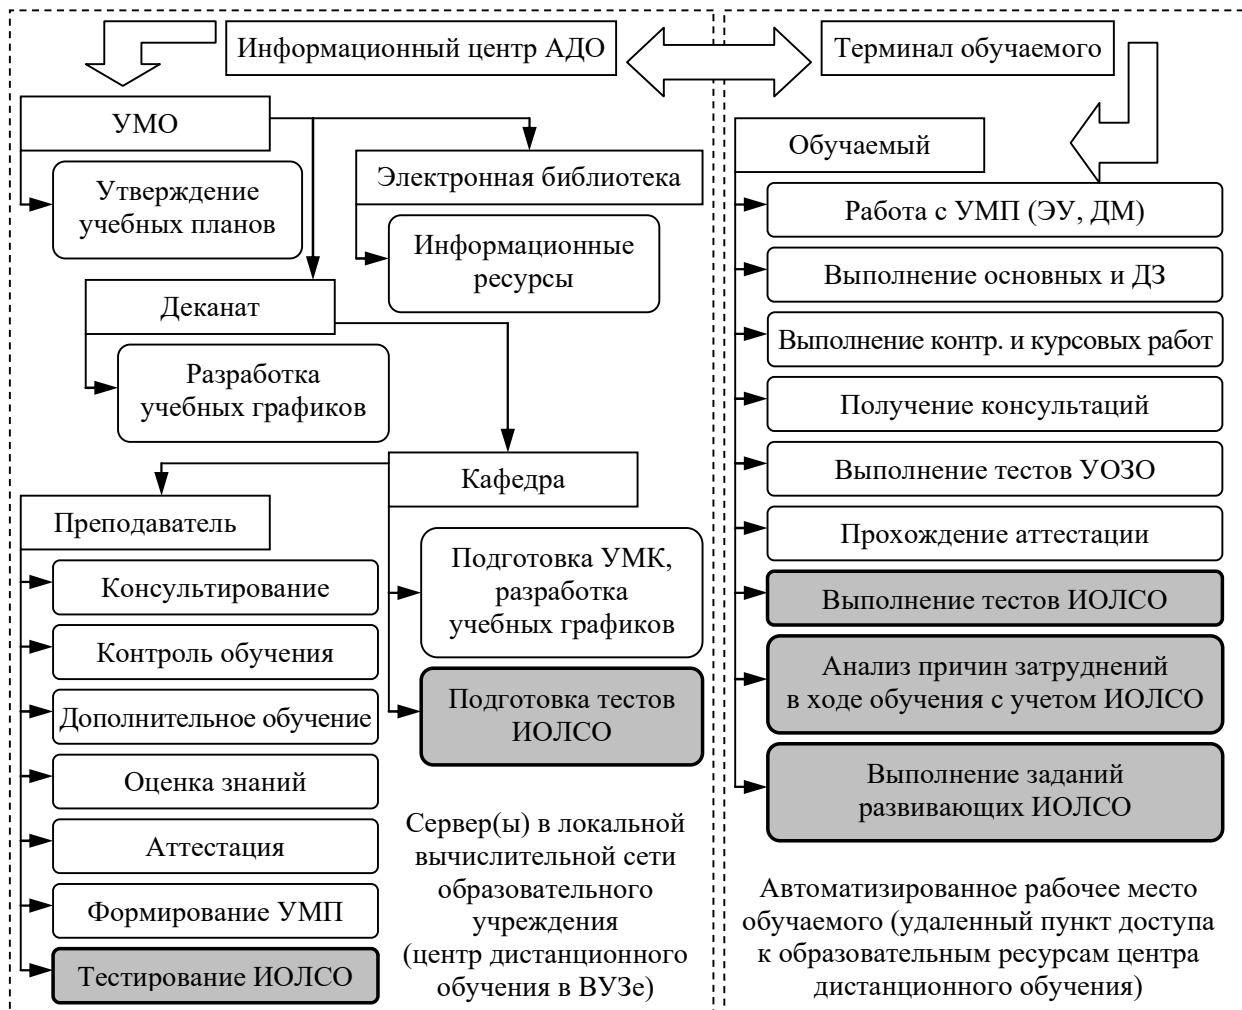 Информационный центр АДО
Терминал обучаемого
УМО
Утверждение
учебных планов
Электронная библиотека
Информационные
ресурсы
Деканат
Разработка
учебных графиков
Кафедра
Подготовка УМК,
разработка
учебных графиков
Подготовка тестов
ИОЛСО
Преподаватель
Консультирование
Контроль обучения
Дополнительное обучение
Оценка знаний
Аттестация
Формирование УМП
Тестирование ИОЛСО
Сервер(ы) в локальной
вычислительной сети
образовательного
учреждения
(центр дистанционного
обучения в ВУЗе)
Обучаемый
Работа с УМП (ЭУ, ДМ)
Выполнение основных и ДЗ
Выполнение контр. и курсовых работ
Получение консультаций
Выполнение тестов УОЗО
Прохождение аттестации
Выполнение тестов ИОЛСО
Анализ причин затруднений
в ходе обучения с учетом ИОЛСО
Выполнение заданий
развивающих ИОЛСО
Автоматизированное рабочее место
обучаемого (удаленный пункт доступа
к образовательным ресурсам центра
дистанционного обучения)